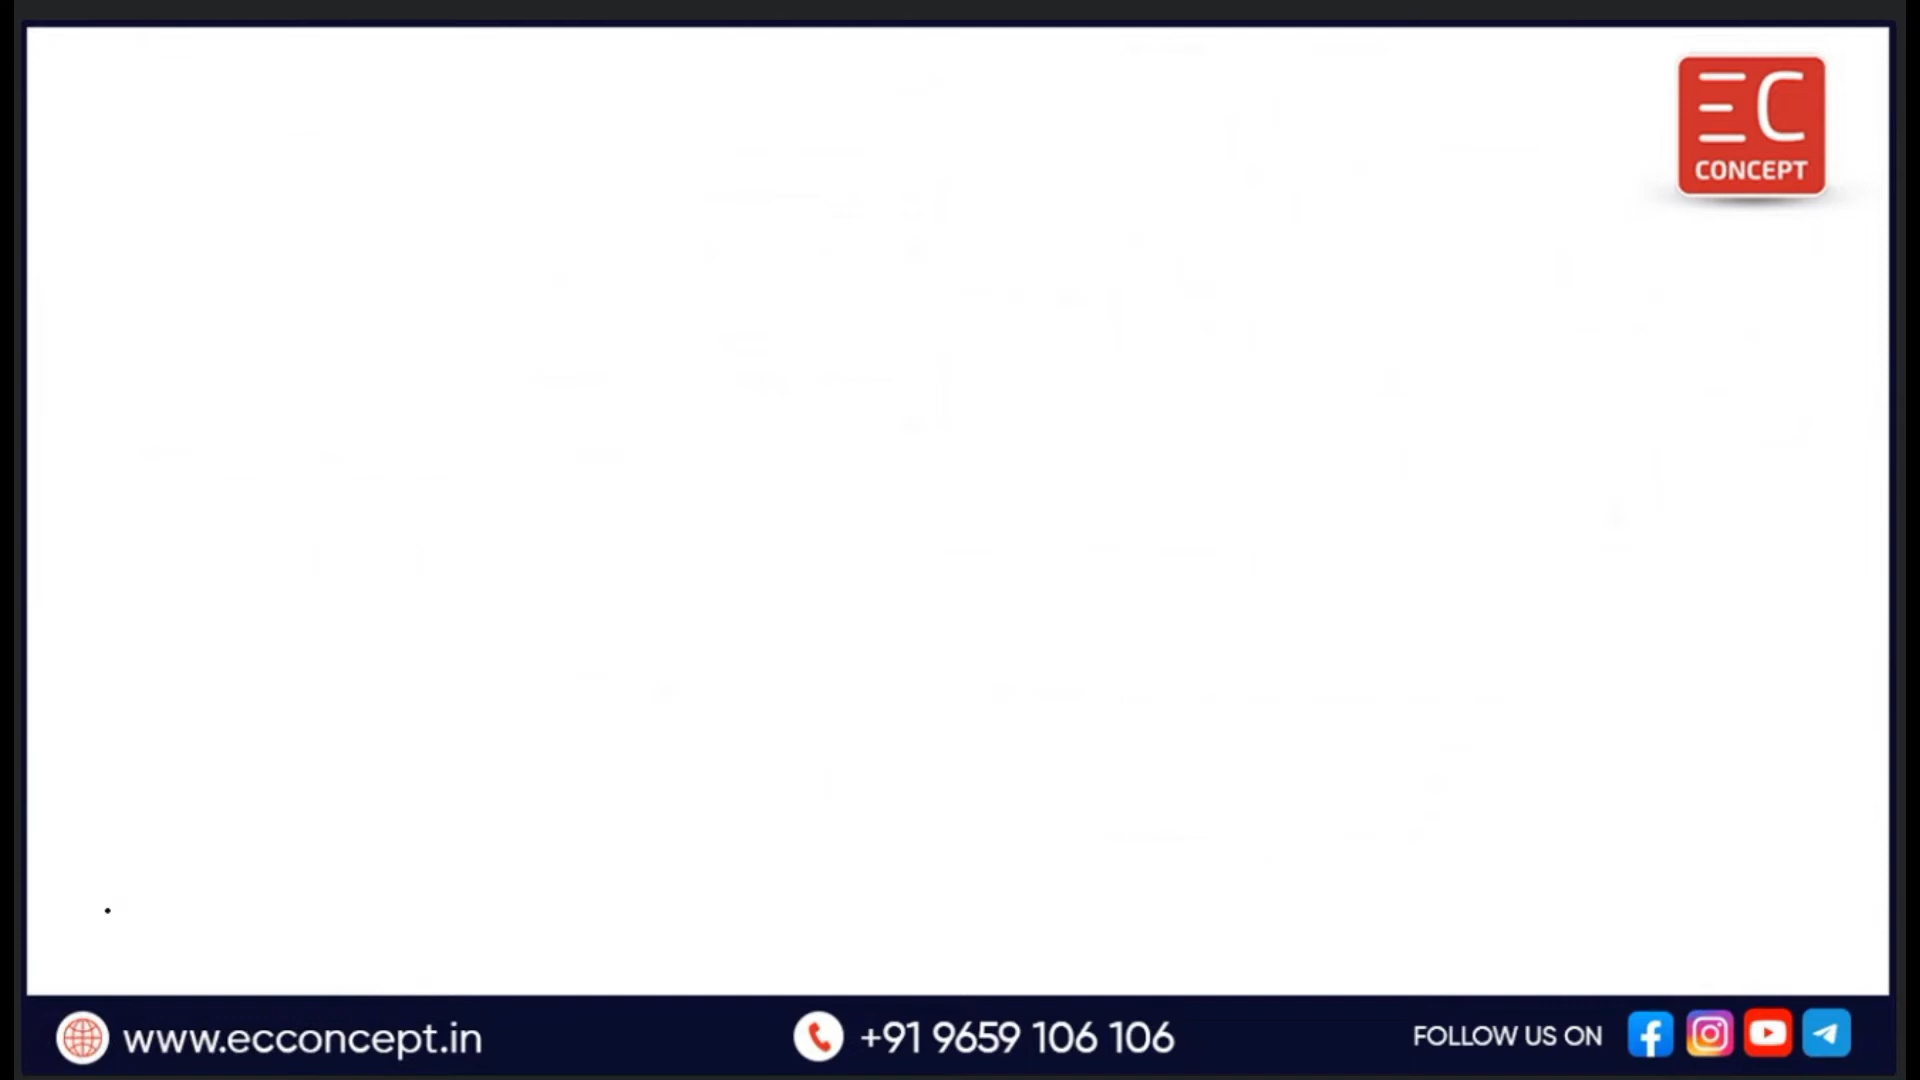 EC
CONCEPT
www.ecconcept.in
+91 9659 106 106
FOLLOW US ON